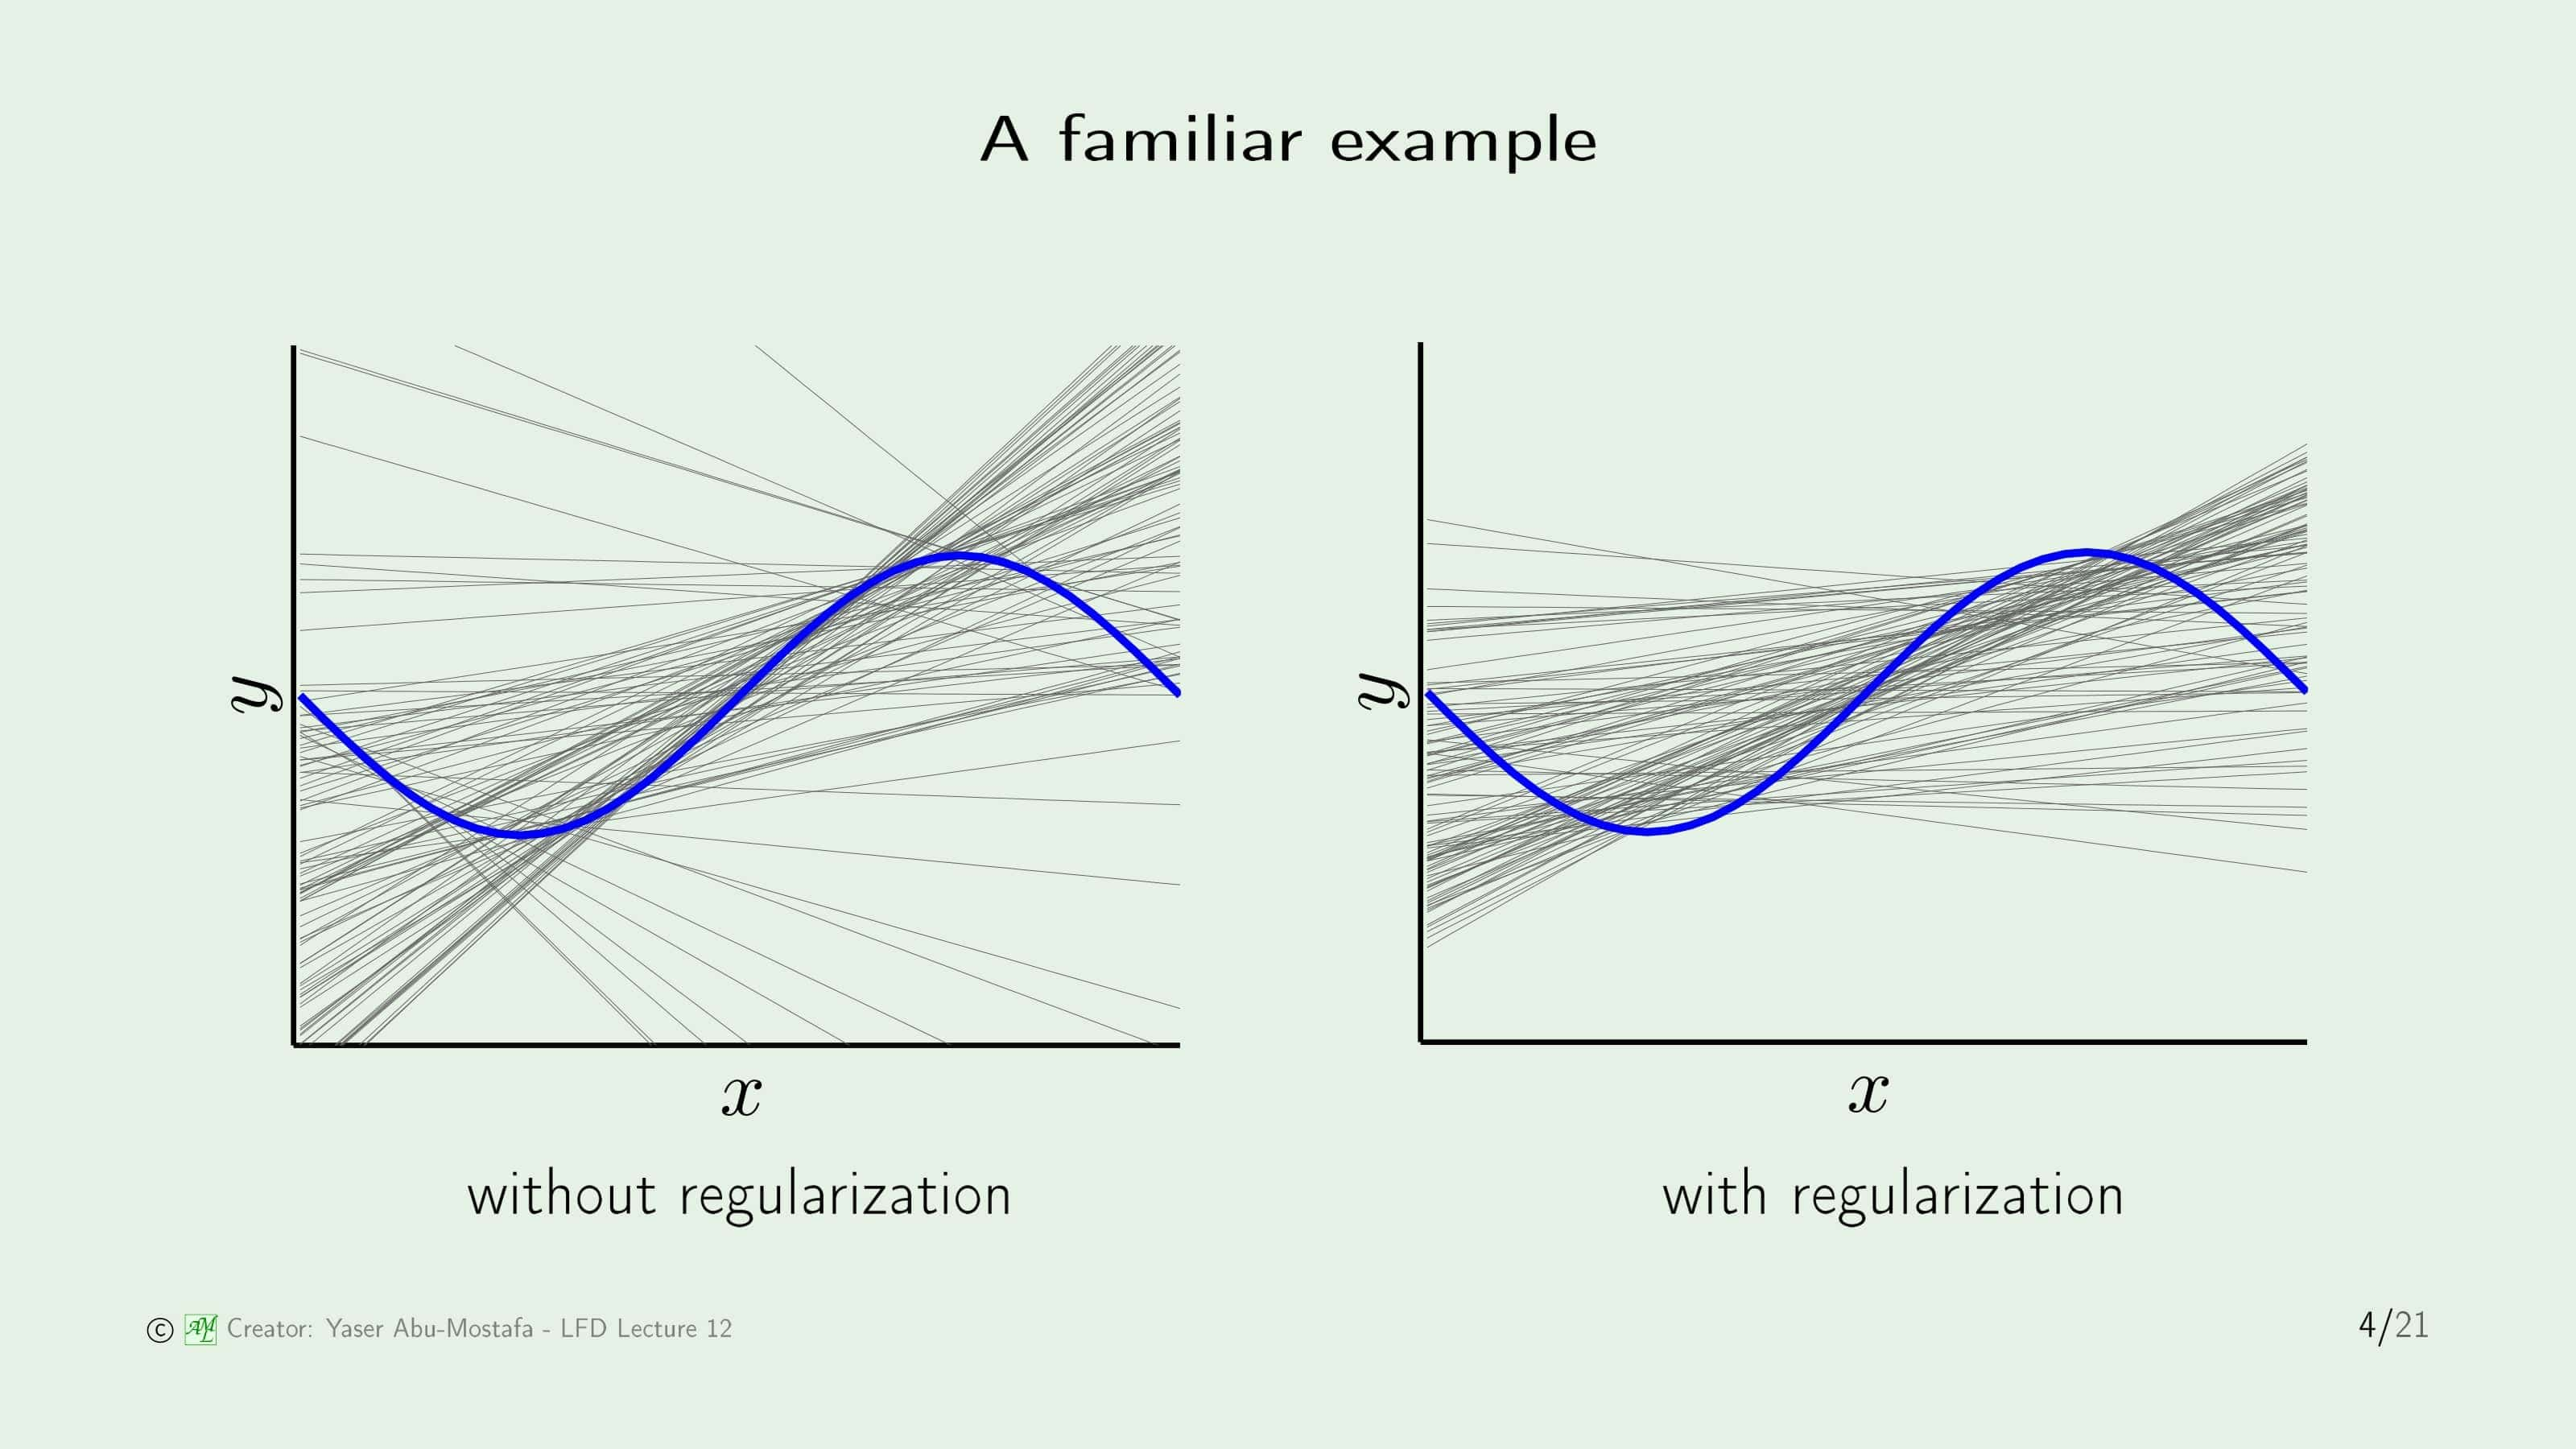 A familiar example
y
x
without regularization
y
x
with regularization
© AML Creator: Yaser Abu-Mostafa - LFD Lecture 12
4/21